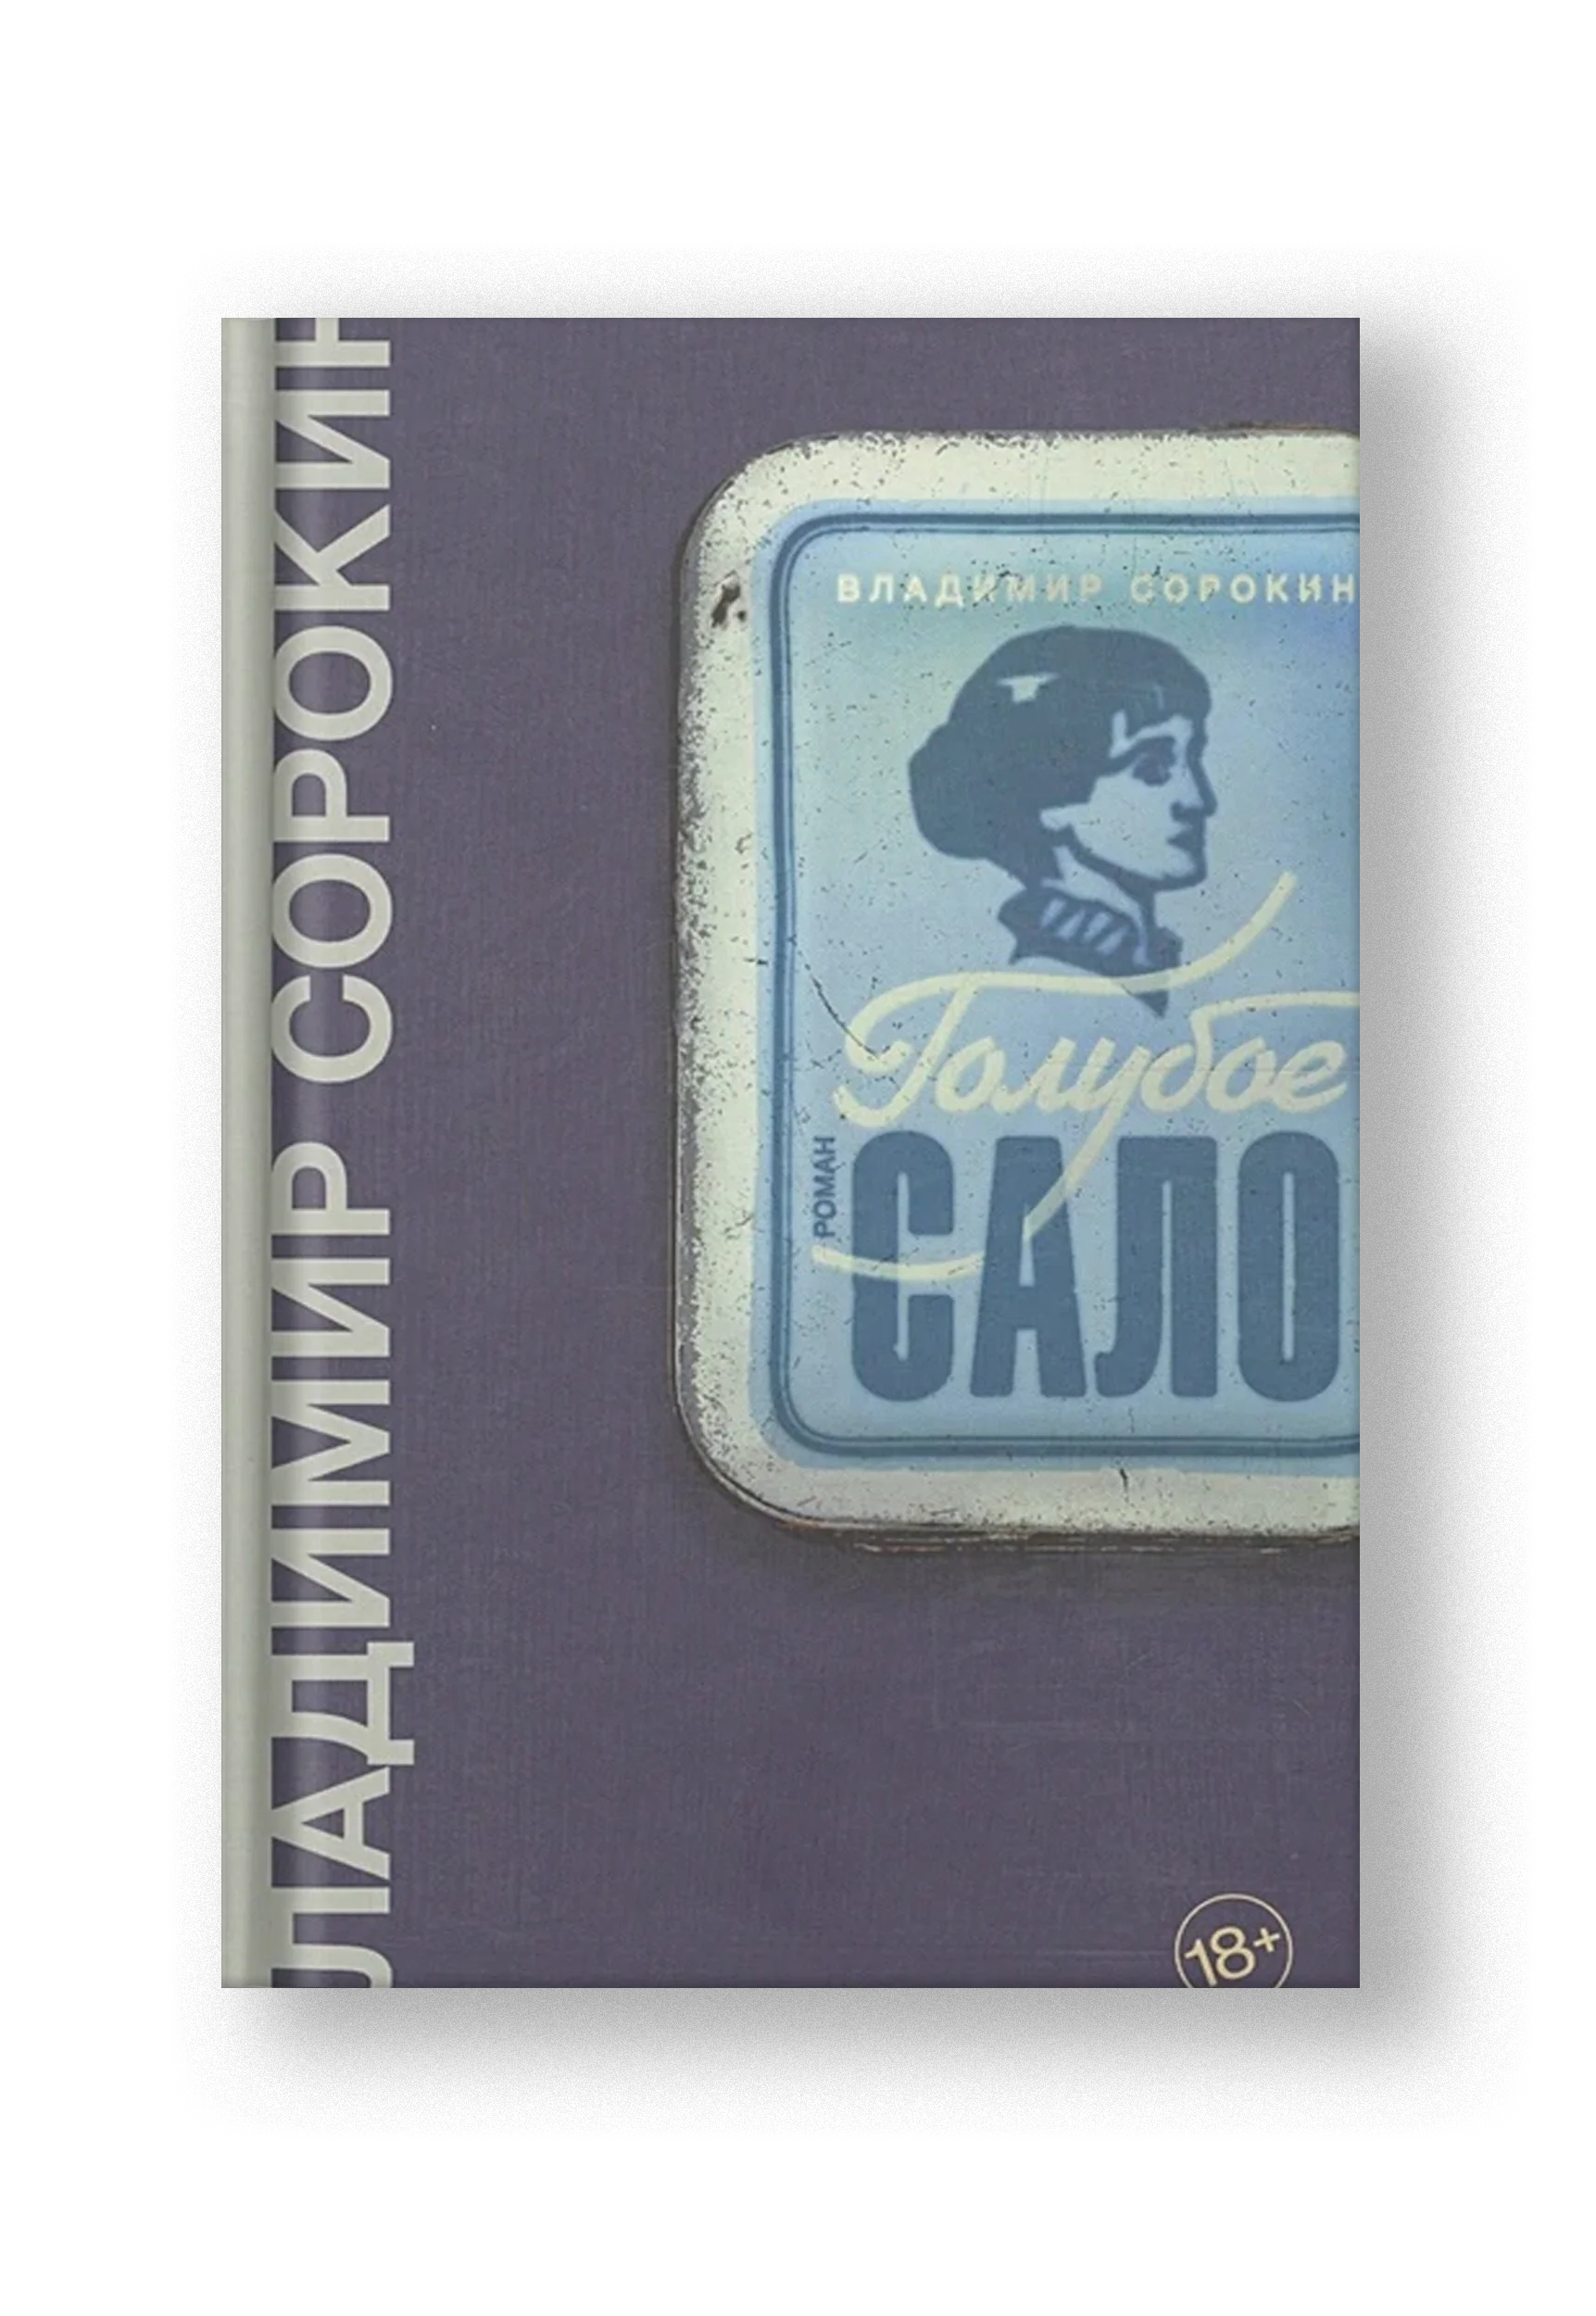 ЛАДИМИР СОРОКИН
ВЛАДИМИР СОРОКИН
Голубое
РОМАН
САЛО
18+